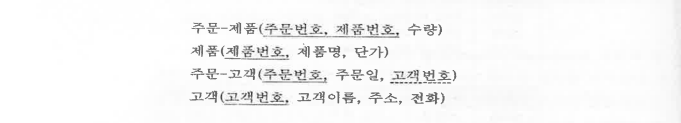 주문-제품(주문번호, 제품번호, 수량)
제품(제품번호, 제품명, 단가)
주문-고객(주문번호, 주문일, 고객번호)
고객(고객번호, 고객이름, 주소, 전화)